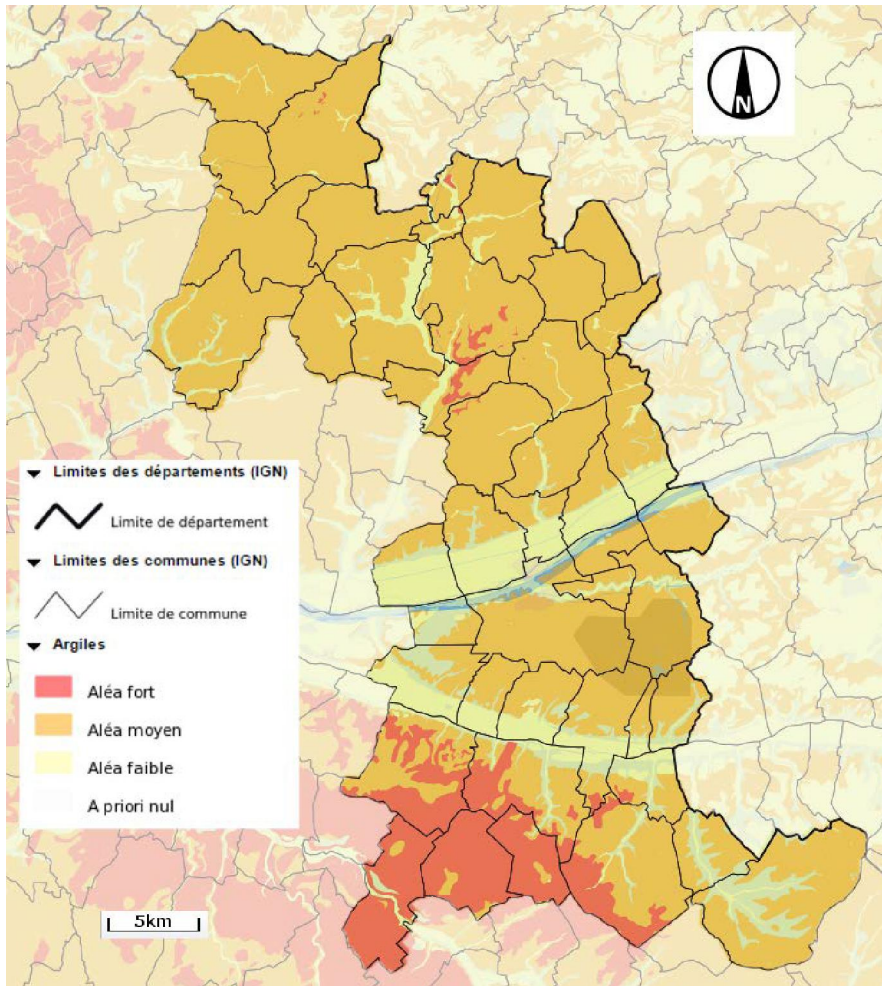 N
Limites des départements (IGN)
Limite de département
Limites des communes (IGN)
Limite de commune
Argiles
Aléa fort
Aléa moyen
Aléa faible
A priori nul
5km